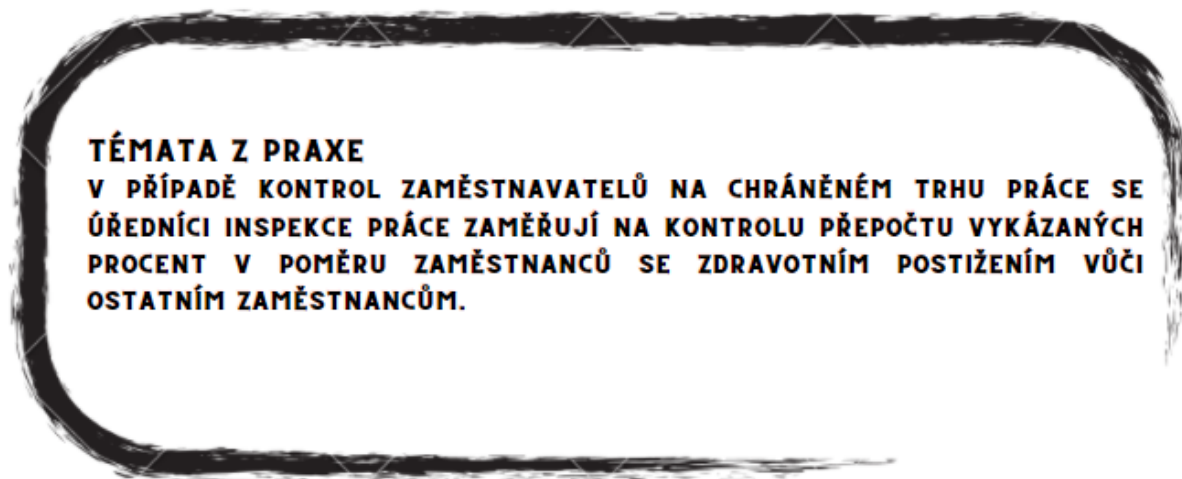 TÉMATA Z PRAXE
V PŘÍPADĚ KONTROL ZAMĚSTNAVATELŮ NA CHRÁNĚNÉM TRHU PRÁCE SE
ÚŘEDNÍCI INSPEKCE PRÁCE ZAMĚŘUJÍ NA KONTROLU PŘEPOČTU VYKÁZANÝCH
PROCENT V POMĚRU ZAMĚSTNANCŮ SE ZDRAVOTNÍM POSTIŽENÍM VŮČI
OSTATNÍM ZAMĚSTNANCŮM.